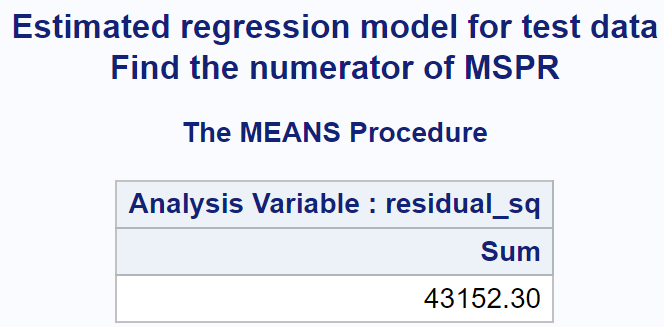 Estimated regression model for test data
Find the numerator of MSPR
The MEANS Procedure
Analysis Variable : residual_sq
Sum
43152.30